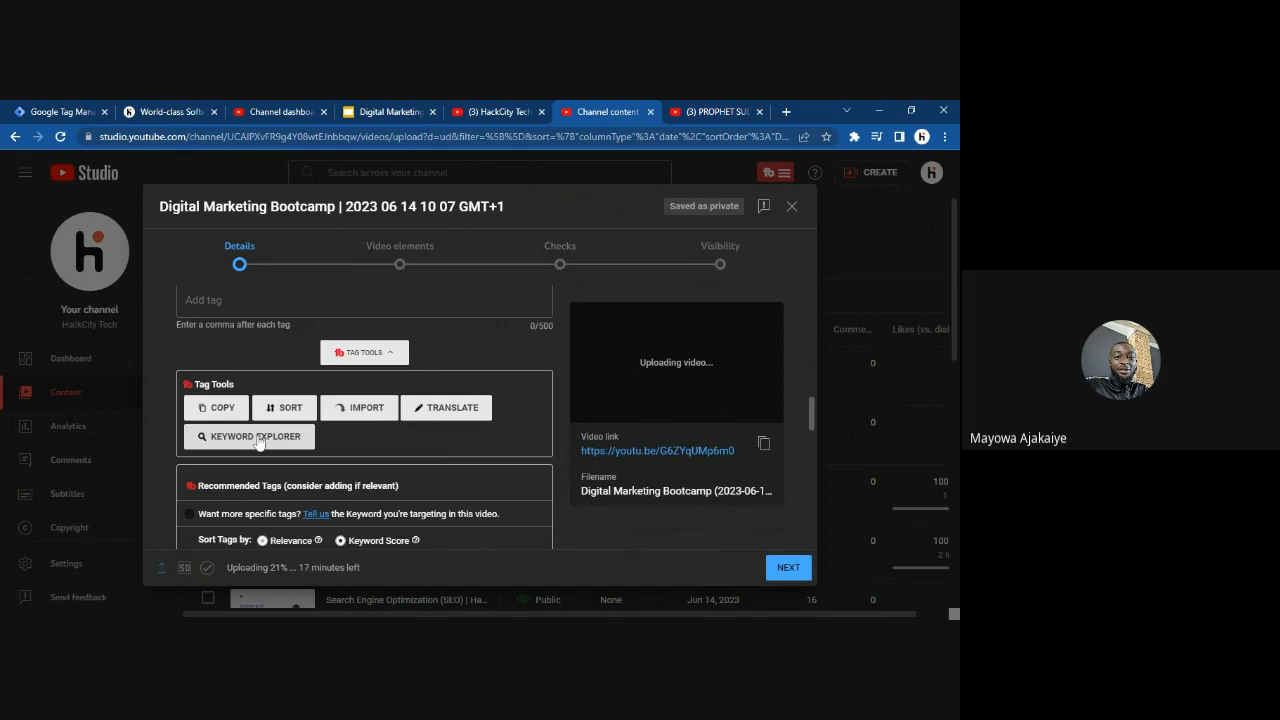 Google Tag Mana
World-class Soft
Channel dashboa
Digital Marketing
(3) HackCity Tech
Channel content
(3) PROPHET SUD
studio.youtube.com/channel/UCAIPXvFR9g4Y08wtEJnbbqw/videos/upload?d=ud&filter=%5B%5D&sort=%7B"columnType"%3A"date"%2C"sortOrder"%3A"D...
Studio
Search across your channel
tb
CREATE
Your channel
HackCity Tech
Dashboard
Content
Analytics
Comments
Subtitles
Copyright
Settings
Send feedback
Digital Marketing Bootcamp | 2023 06 14 10 07 GMT+1
Saved as private
Details
Video elements
Checks
Visibility
Add tag
Enter a comma after each tag
0/500
TAG TOOLS
Tag Tools
COPY
SORT
IMPORT
TRANSLATE
KEYWORD EXPLORER
Recommended Tags (consider adding if relevant)
Want more specific tags? Tell us the Keyword you're targeting in this video.
Sort Tags by: Relevance Keyword Score
Uploading video...
Video link
https://youtu.be/G6ZYqUMp6m0
Filename
Digital Marketing Bootcamp (2023-06-1...
SD
Uploading 21% ... 17 minutes left
NEXT
Comme...
Likes (vs. disl
0
0
0
100
1
0
100
2 li
Search Engine Optimization (SEO) | Ha...
Public
None
Jun 14, 2023
16
0
Mayowa Ajakaiye